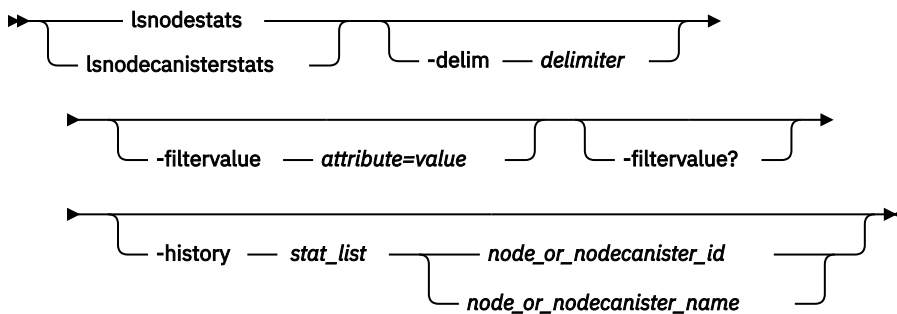 lsnodestats
lsnodecanisterstats
-delim delimiter
-filtervalue attribute=value -filtervalue?
-history stat_list node_or_nodecanister_id
node_or_nodecanister_name